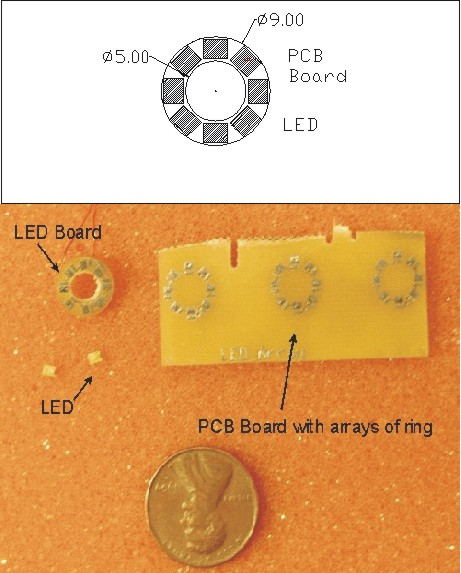 Ø9.00
Ø5.00
PCB
Board
LED
LED Board
LED
PCB Board with arrays of ring